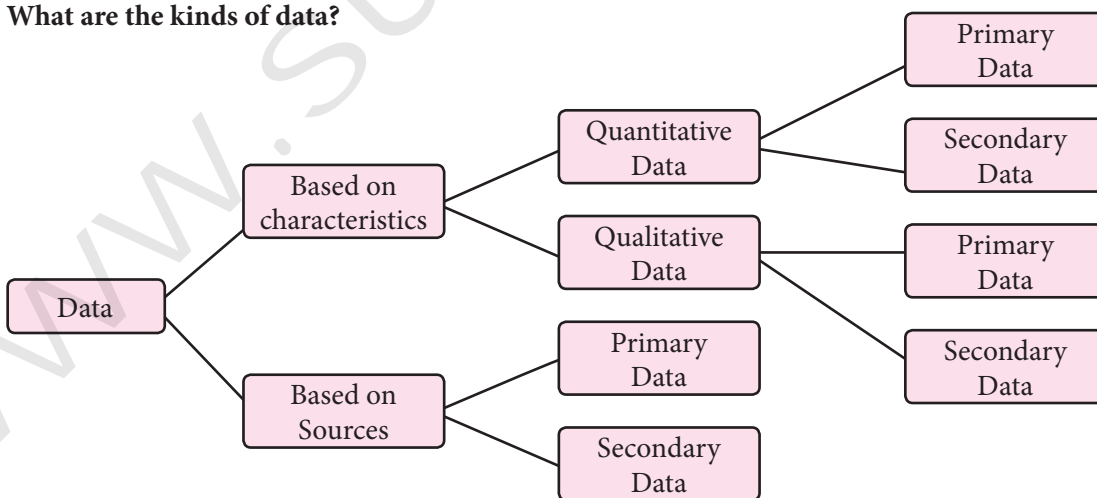 What are the kinds of data?
Primary
Data
Quantitative
Data
Secondary
Data
Based on
characteristics
Qualitative
Data
Primary
Data
Data
Primary
Data
Secondary
Data
Based on
Sources
Secondary
Data